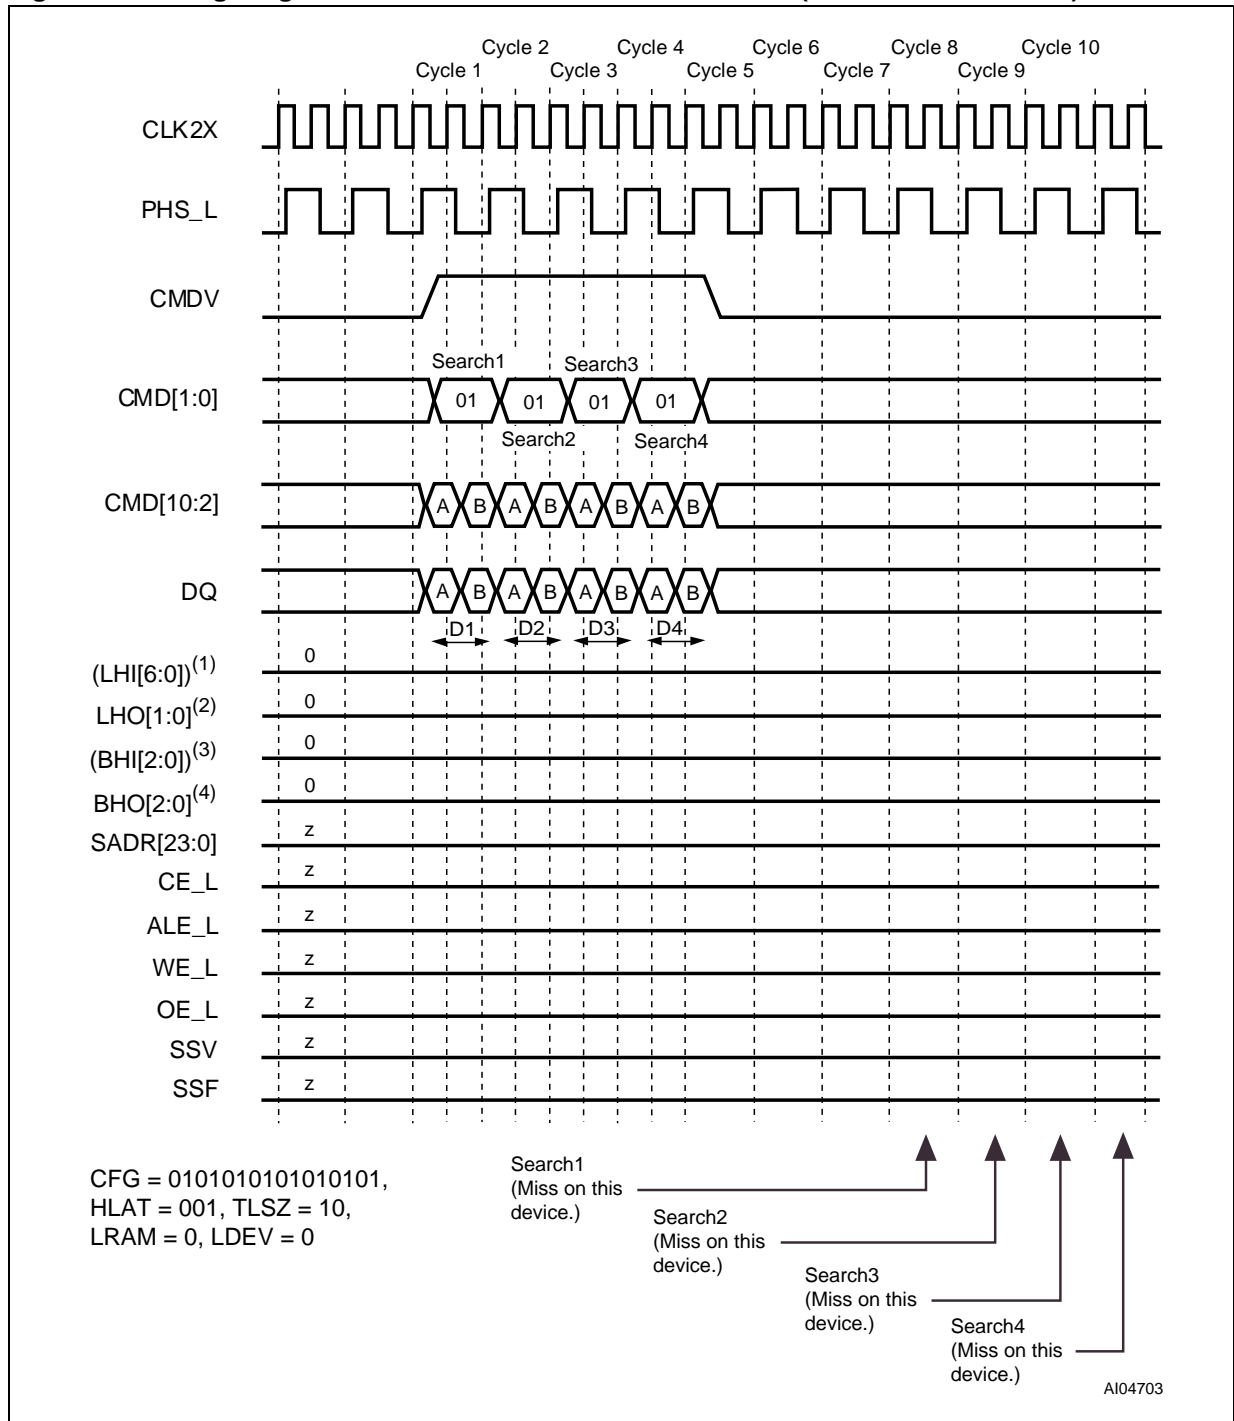 Cycle 2 Cycle 4 Cycle 6 Cycle 8 Cycle 10
Cycle 1 Cycle 3 Cycle 5 Cycle 7 Cycle 9
CLK2X
PHS_L
CMDV
Search1 Search3
CMD[1:0] 01 01 01 01
Search2 Search4
CMD[10:2] A B A B A B A B
DQ A B A B A B A B
D1 D2 D3 D4
(LHI[6:0])(1) 0
LHO[1:0](2) 0
(BHI[2:0])(3) 0
BHO[2:0](4) 0
SADR[23:0] z
CE_L z
ALE_L z
WE_L z
OE_L z
SSV z
SSF z
CFG = 0101010101010101,
HLAT = 001, TLSZ = 10,
LRAM = 0, LDEV = 0
Search1
(Miss on this
device.)
Search2
(Miss on this
device.)
Search3
(Miss on this
device.)
Search4
(Miss on this
device.)
AI04703